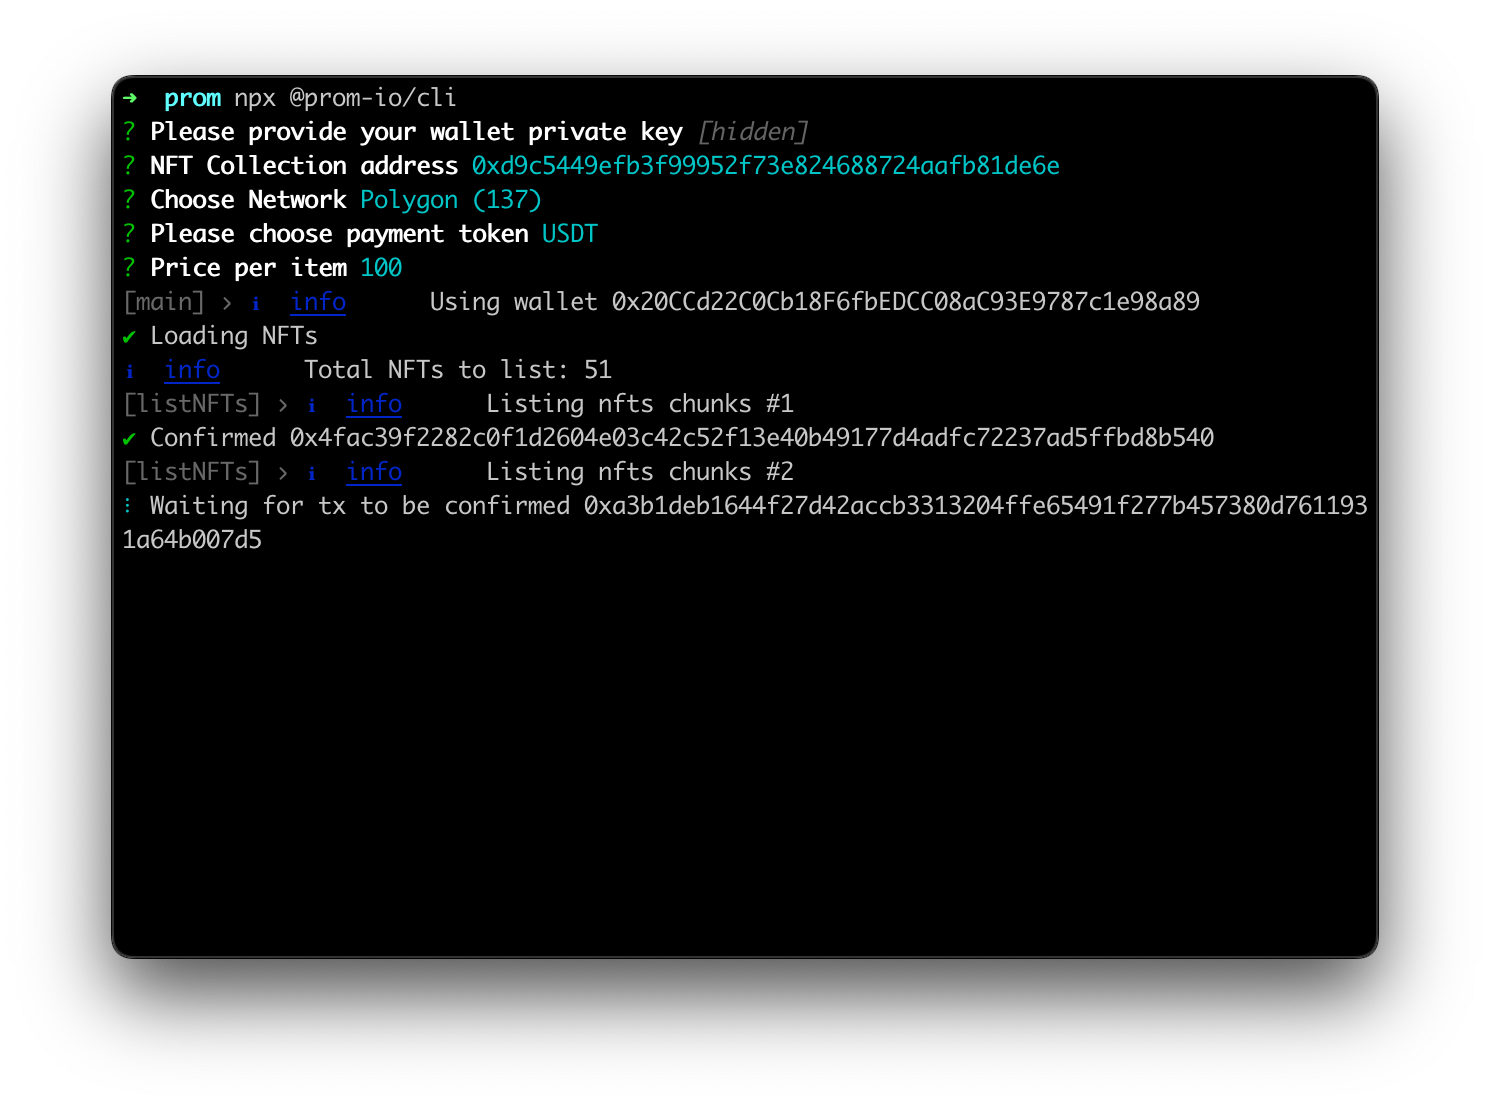 ➜  prom npx @prom-io/cli
? Please provide your wallet private key [hidden]
? NFT Collection address 0xd9c5449efb3f99952f73e824688724aafb81de6e
? Choose Network Polygon (137)
? Please choose payment token USDT
? Price per item 100
[main] › ℹ  info      Using wallet 0x20CCd22C0Cb18F6fbEDCC08aC93E9787c1e98a89
✔ Loading NFTs
ℹ  info      Total NFTs to list: 51
[listNFTs] › ℹ  info      Listing nfts chunks #1
✔ Confirmed 0x4fac39f2282c0f1d2604e03c42c52f13e40b49177d4adfc72237ad5ffbd8b540
[listNFTs] › ℹ  info      Listing nfts chunks #2
⠇ Waiting for tx to be confirmed 0xa3b1deb1644f27d42accb3313204ffe65491f277b457380d761193
1a64b007d5